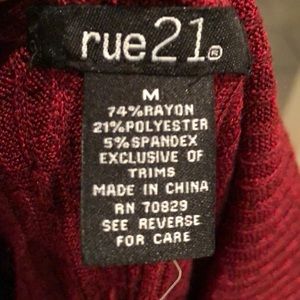 rue21®
M
74%RAYON
21%POLYESTER
5%SPANDEX
EXCLUSIVE OF
TRIMS
MADE IN CHINA
RN 70829
SEE REVERSE
FOR CARE